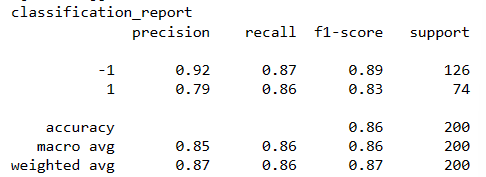 classification_report
precision recall f1-score support
-1 0.92 0.87 0.89 126
1 0.79 0.86 0.83 74
accuracy 0.86 200
macro avg 0.85 0.86 0.86 200
weighted avg 0.87 0.86 0.87 200